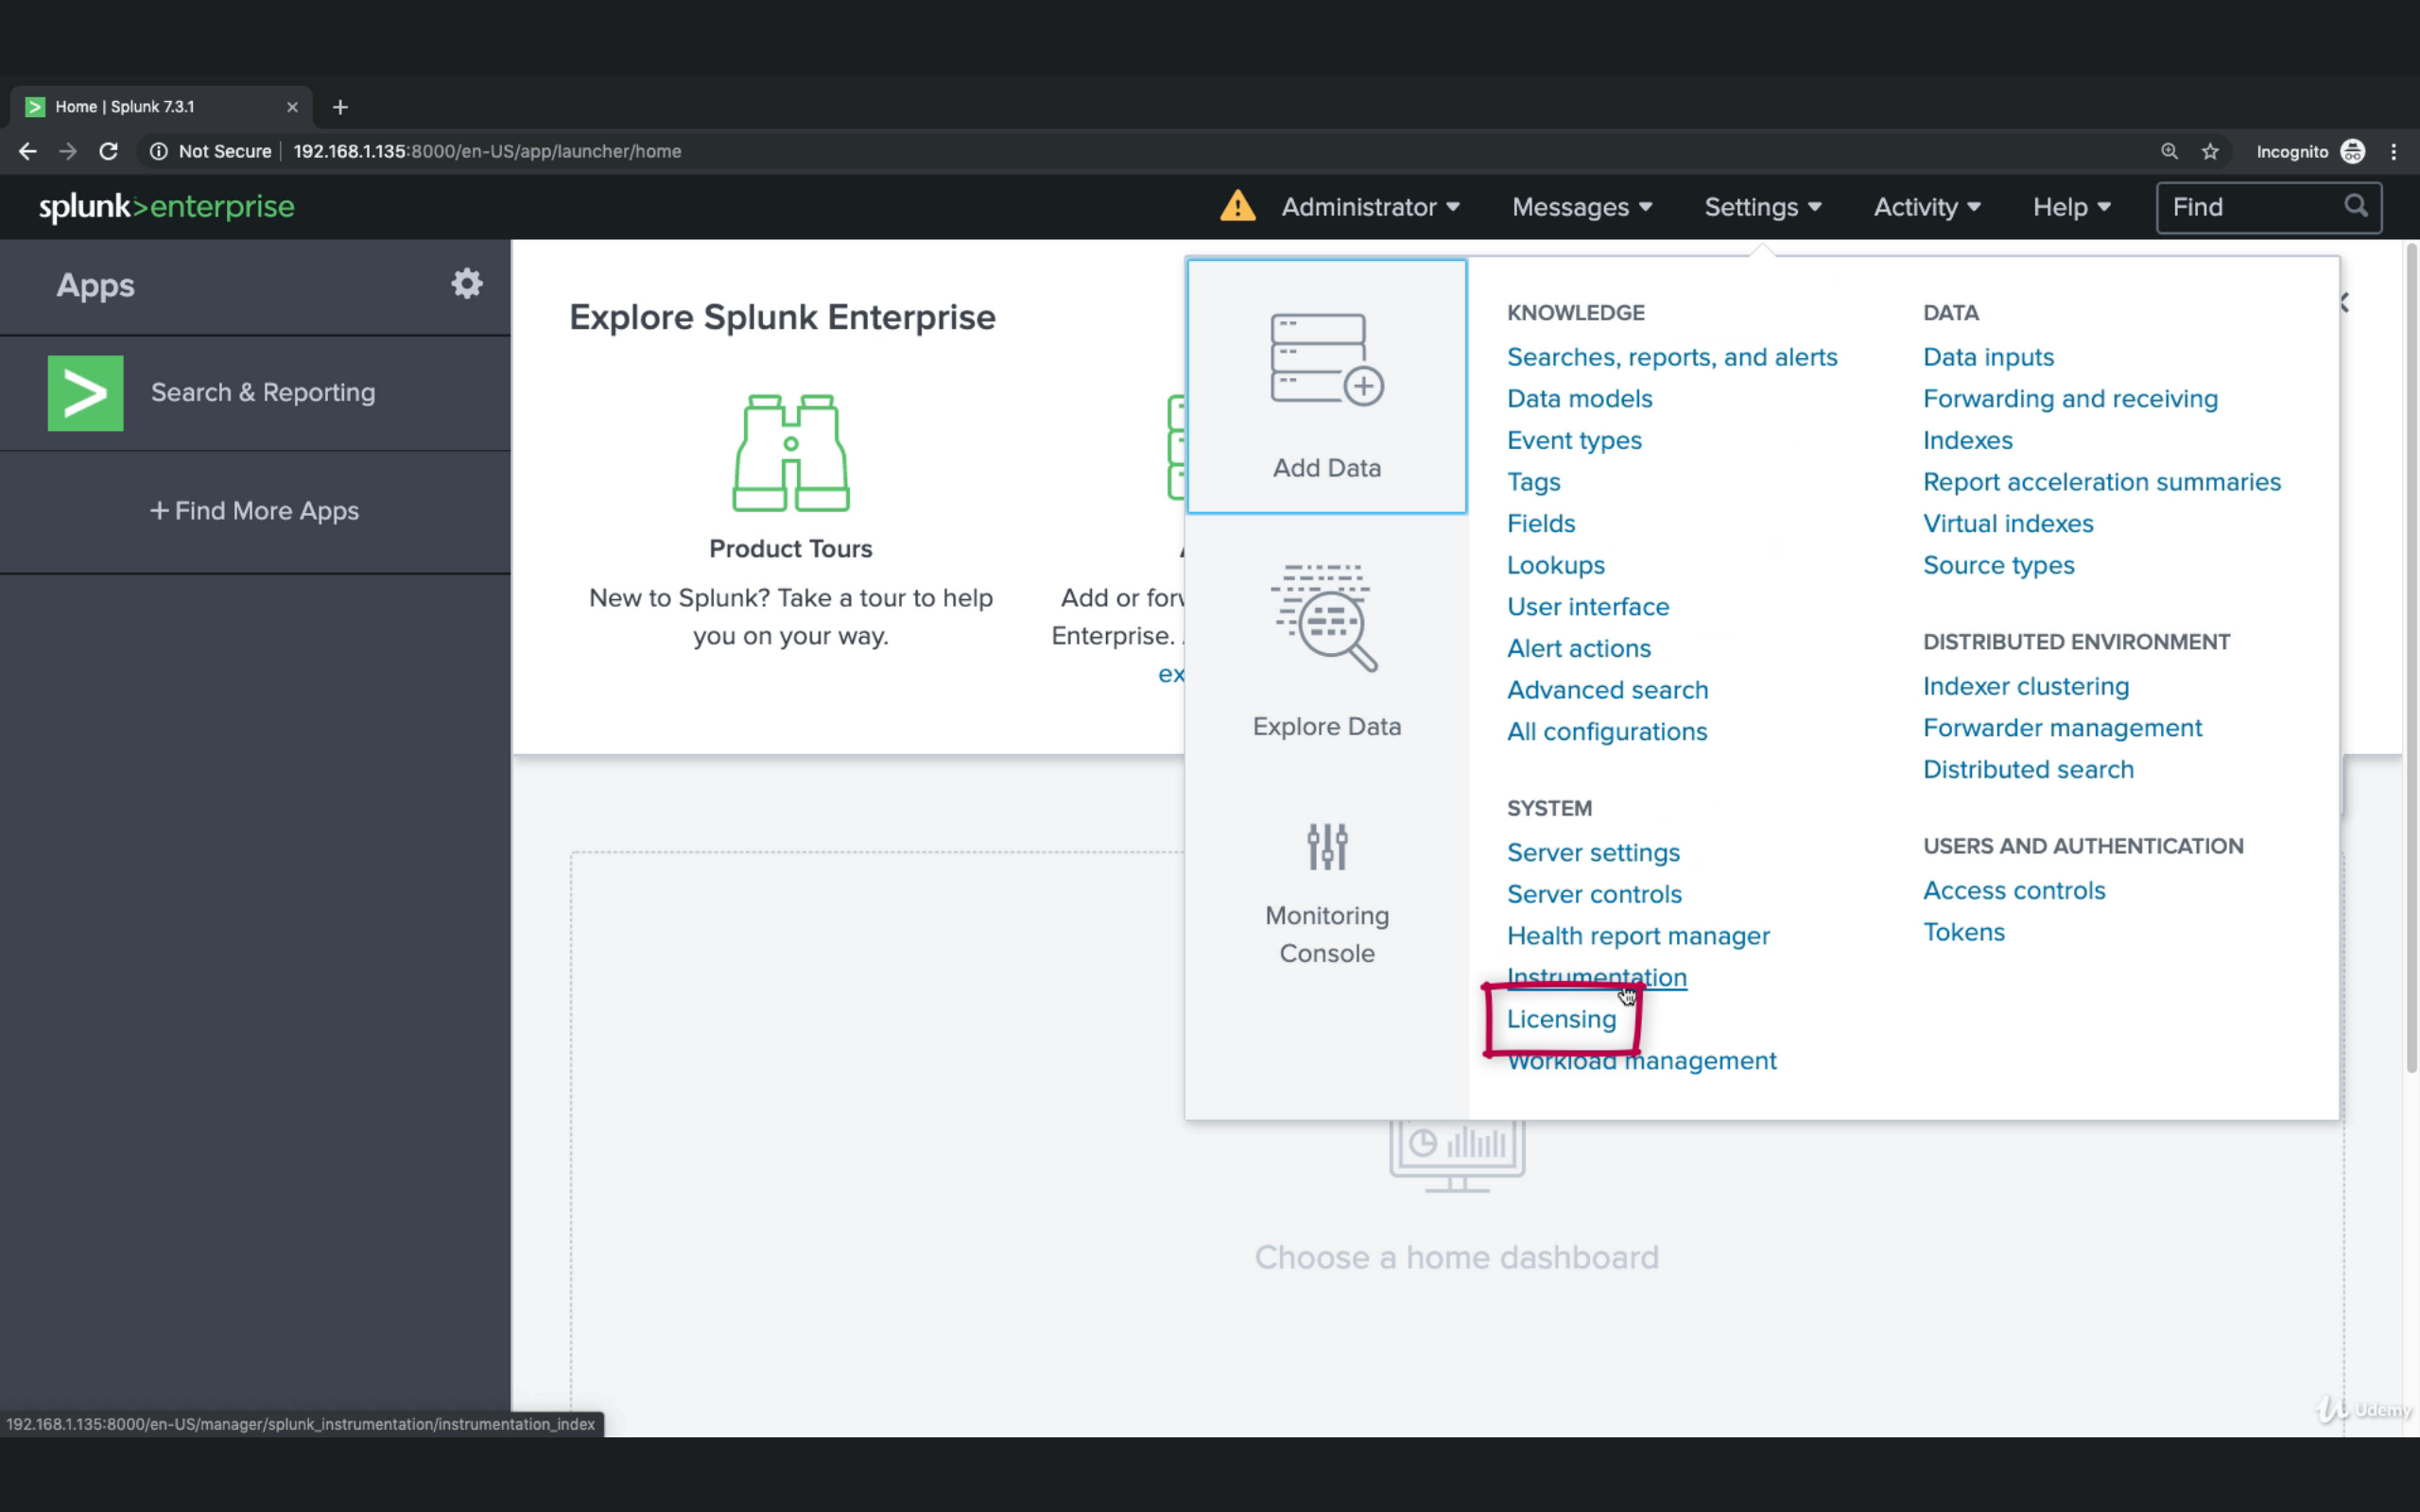 Home | Splunk 7.3.1
Not Secure | 192.168.1.135:8000/en-US/app/launcher/home
Incognito
splunk>enterprise
Administrator
Messages
Settings
Activity
Help
Find
Apps
Search & Reporting
+ Find More Apps
Explore Splunk Enterprise
Product Tours
New to Splunk? Take a tour to help
you on your way.
Add or
Enterprise.
Add Data
Explore Data
Monitoring
Console
KNOWLEDGE
Searches, reports, and alerts
Data models
Event types
Tags
Fields
Lookups
User interface
Alert actions
Advanced search
All configurations
SYSTEM
Server settings
Server controls
Health report manager
Instrumentation
Licensing
Workload management
DATA
Data inputs
Forwarding and receiving
Indexes
Report acceleration summaries
Virtual indexes
Source types
DISTRIBUTED ENVIRONMENT
Indexer clustering
Forwarder management
Distributed search
USERS AND AUTHENTICATION
Access controls
Tokens
Choose a home dashboard
192.168.1.135:8000/en-US/manager/splunk_instrumentation/instrumentation_index
Udemy